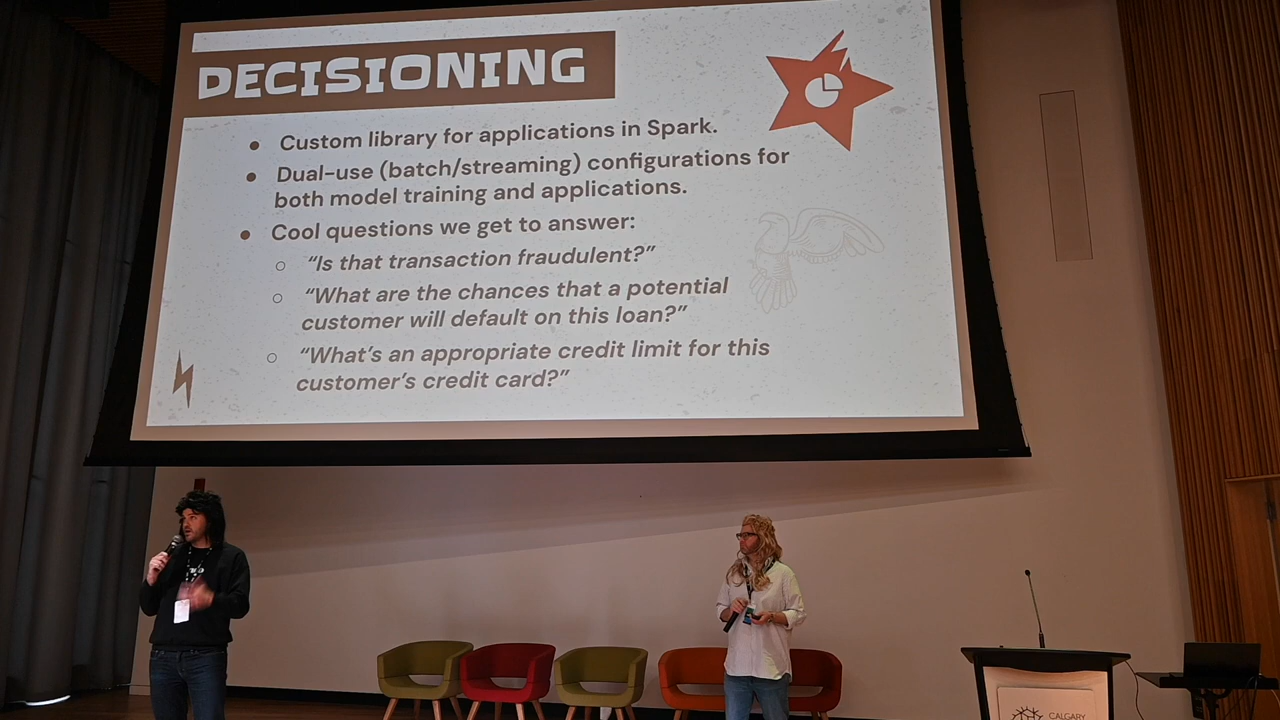 DECISIONING
Custom library for applications in Spark.
Dual-use (batch/streaming) configurations for
both model training and applications.
Cool questions we get to answer:
“Is that transaction fraudulent?”
“What are the chances that a potential
customer will default on this loan?”
“What’s an appropriate credit limit for this
customer’s credit card?”
CALGARY